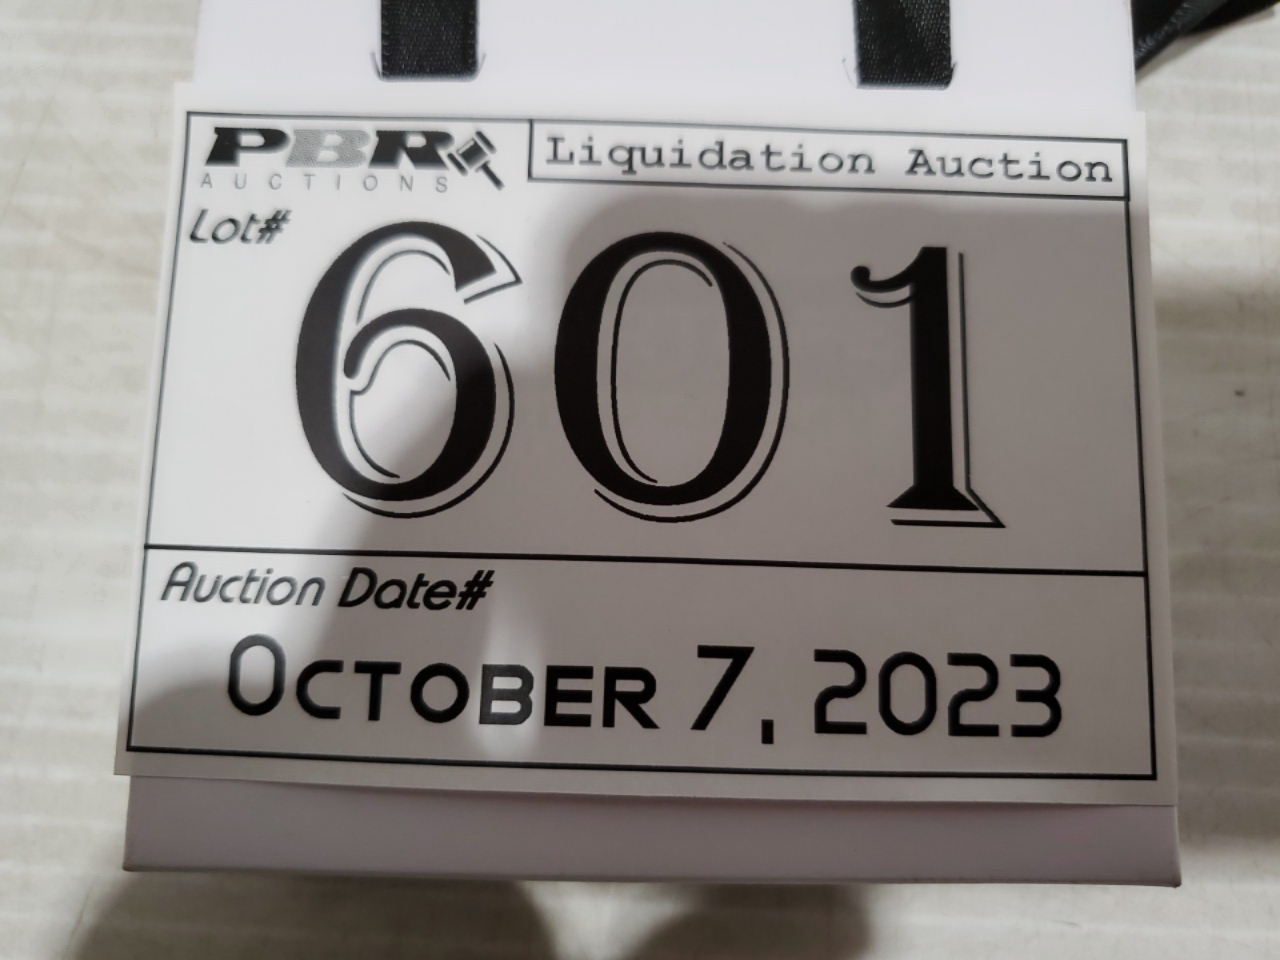 PBR
AUCTIONS
Liquidation Auction
Lot#
601
Auction Date#
October 7, 2023